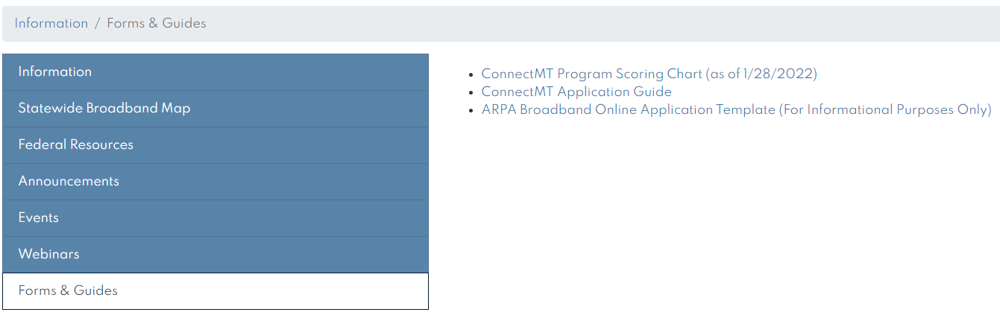 Information / Forms & Guides
Information
Statewide Broadband Map
Federal Resources
Announcements
Events
Webinars
Forms & Guides
ConnectMT Program Scoring Chart (as of 1/28/2022)
ConnectMT Application Guide
ARPA Broadband Online Application Template (For Informational Purposes Only)